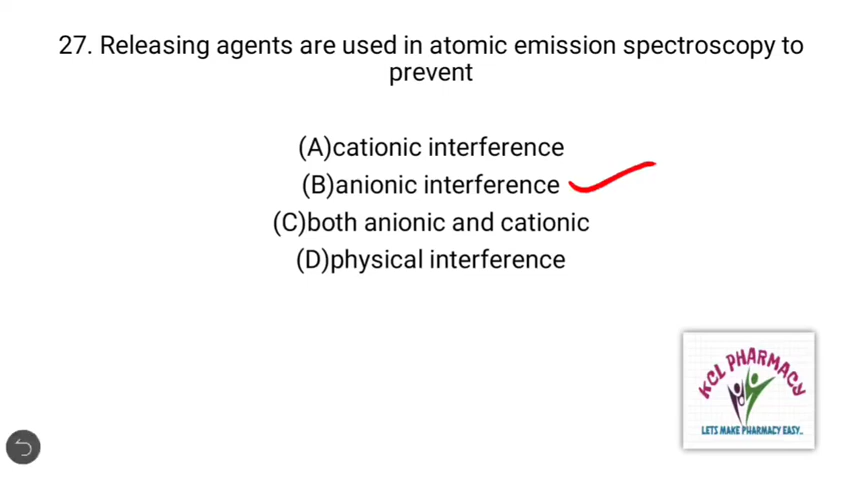 27. Releasing agents are used in atomic emission spectroscopy to
prevent
(A)cationic interference
(B)anionic interference
(C)both anionic and cationic
(D)physical interference
KCL PHARMACY
LETS MAKE PHARMACY EASY..